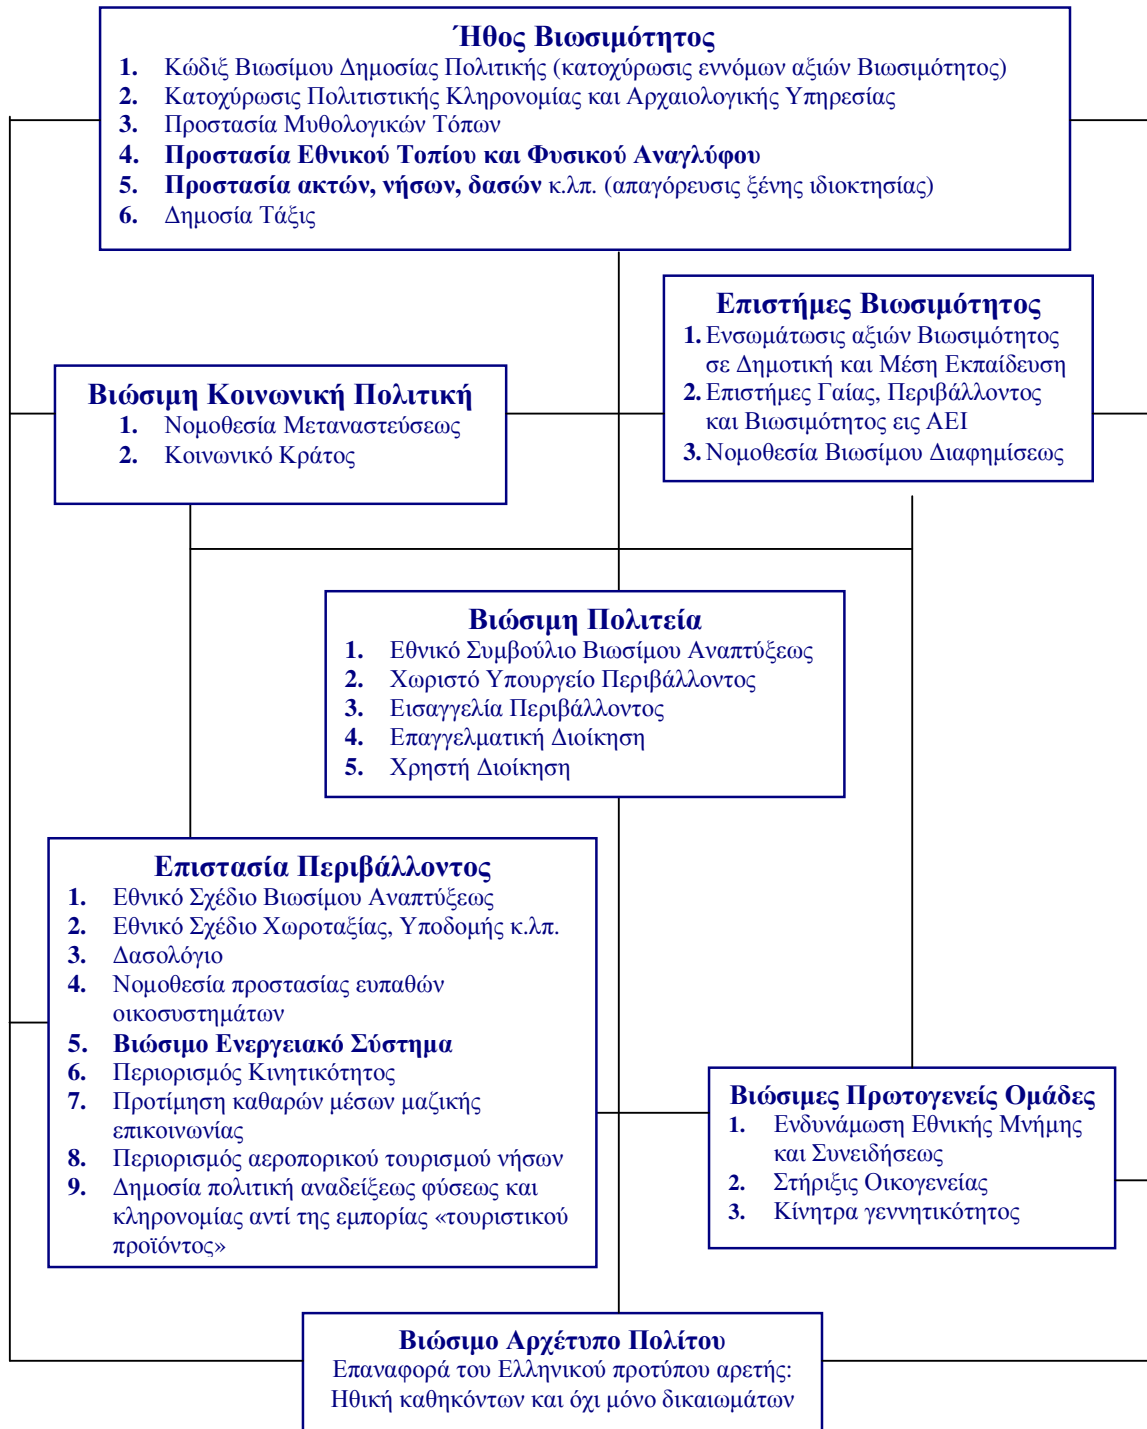 Ήθος Βιωσιμότητος
1. Κώδιξ Βιωσίμου Δημοσίας Πολιτικής (κατοχύρωσις εννόμων αξιών Βιωσιμότητος)
2. Κατοχύρωσις Πολιτιστικής Κληρονομίας και Αρχαιολογικής Υπηρεσίας
3. Προστασία Μυθολογικών Τόπων
4. Προστασία Εθνικού Τοπίου και Φυσικού Αναγλύφου
5. Προστασία ακτών, νήσων, δασών κ.λπ. (απαγόρευσις ξένης ιδιοκτησίας)
6. Δημοσία Τάξις
Επιστήμες Βιωσιμότητος
1. Ενσωμάτωσις αξιών Βιωσιμότητος
σε Δημοτική και Μέση Εκπαίδευση
2. Επιστήμες Γαίας, Περιβάλλοντος
και Βιωσιμότητος εις ΑΕΙ
3. Νομοθεσία Βιωσίμου Διαφημίσεως
Βιώσιμη Κοινωνική Πολιτική
1. Νομοθεσία Μεταναστεύσεως
2. Κοινωνικό Κράτος
Βιώσιμη Πολιτεία
1. Εθνικό Συμβούλιο Βιωσίμου Αναπτύξεως
2. Χωριστό Υπουργείο Περιβάλλοντος
3. Εισαγγελία Περιβάλλοντος
4. Επαγγελματική Διοίκηση
5. Χρηστή Διοίκηση
Επιστασία Περιβάλλοντος
1. Εθνικό Σχέδιο Βιωσίμου Αναπτύξεως
2. Εθνικό Σχέδιο Χωροταξίας, Υποδομής κ.λπ.
3. Δασολόγιο
4. Νομοθεσία προστασίας ευπαθών
οικοσυστημάτων
5. Βιώσιμο Ενεργειακό Σύστημα
6. Περιορισμός Κινητικότητος
7. Προτίμηση καθαρών μέσων μαζικής
επικοινωνίας
8. Περιορισμός αεροπορικού τουρισμού νήσων
9. Δημοσία πολιτική αναδείξεως φύσεως και
κληρονομίας αντί της εμπορίας «τουριστικού
προϊόντος»
Βιώσιμες Πρωτογενείς Ομάδες
1. Ενδυνάμωση Εθνικής Μνήμης
και Συνειδήσεως
2. Στήριξις Οικογενείας
3. Κίνητρα γεννητικότητος
Βιώσιμο Αρχέτυπο Πολίτου
Επαναφορά του Ελληνικού προτύπου αρετής:
Ηθική καθηκόντων και όχι μόνο δικαιωμάτων